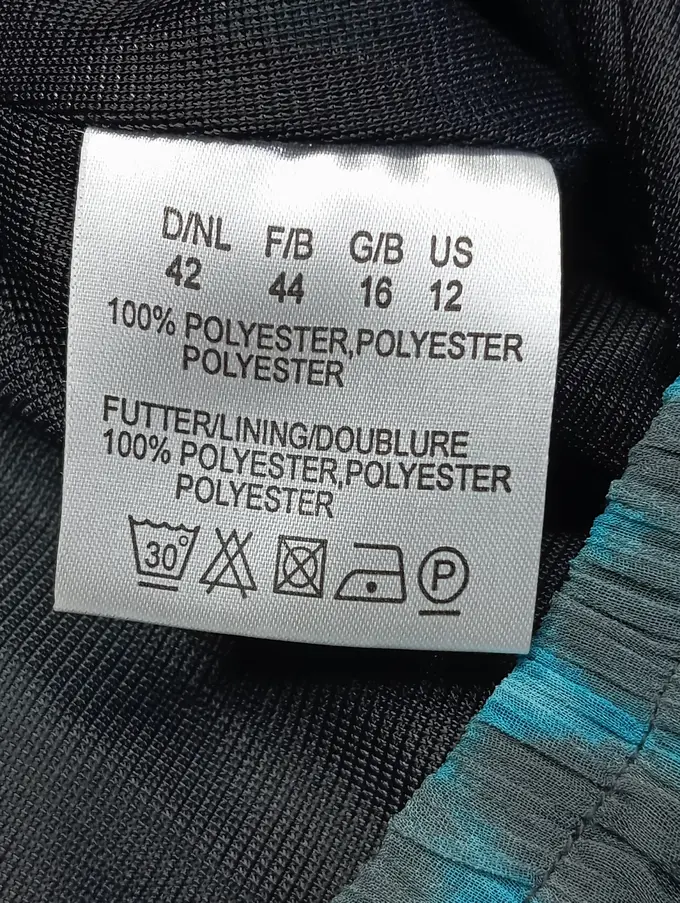 D/NL F/B G/B US
42 44 16 12
100% POLYESTER,POLYESTER
POLYESTER
FUTTER/LINING/DOUBLURE
100% POLYESTER,POLYESTER
POLYESTER
30° P